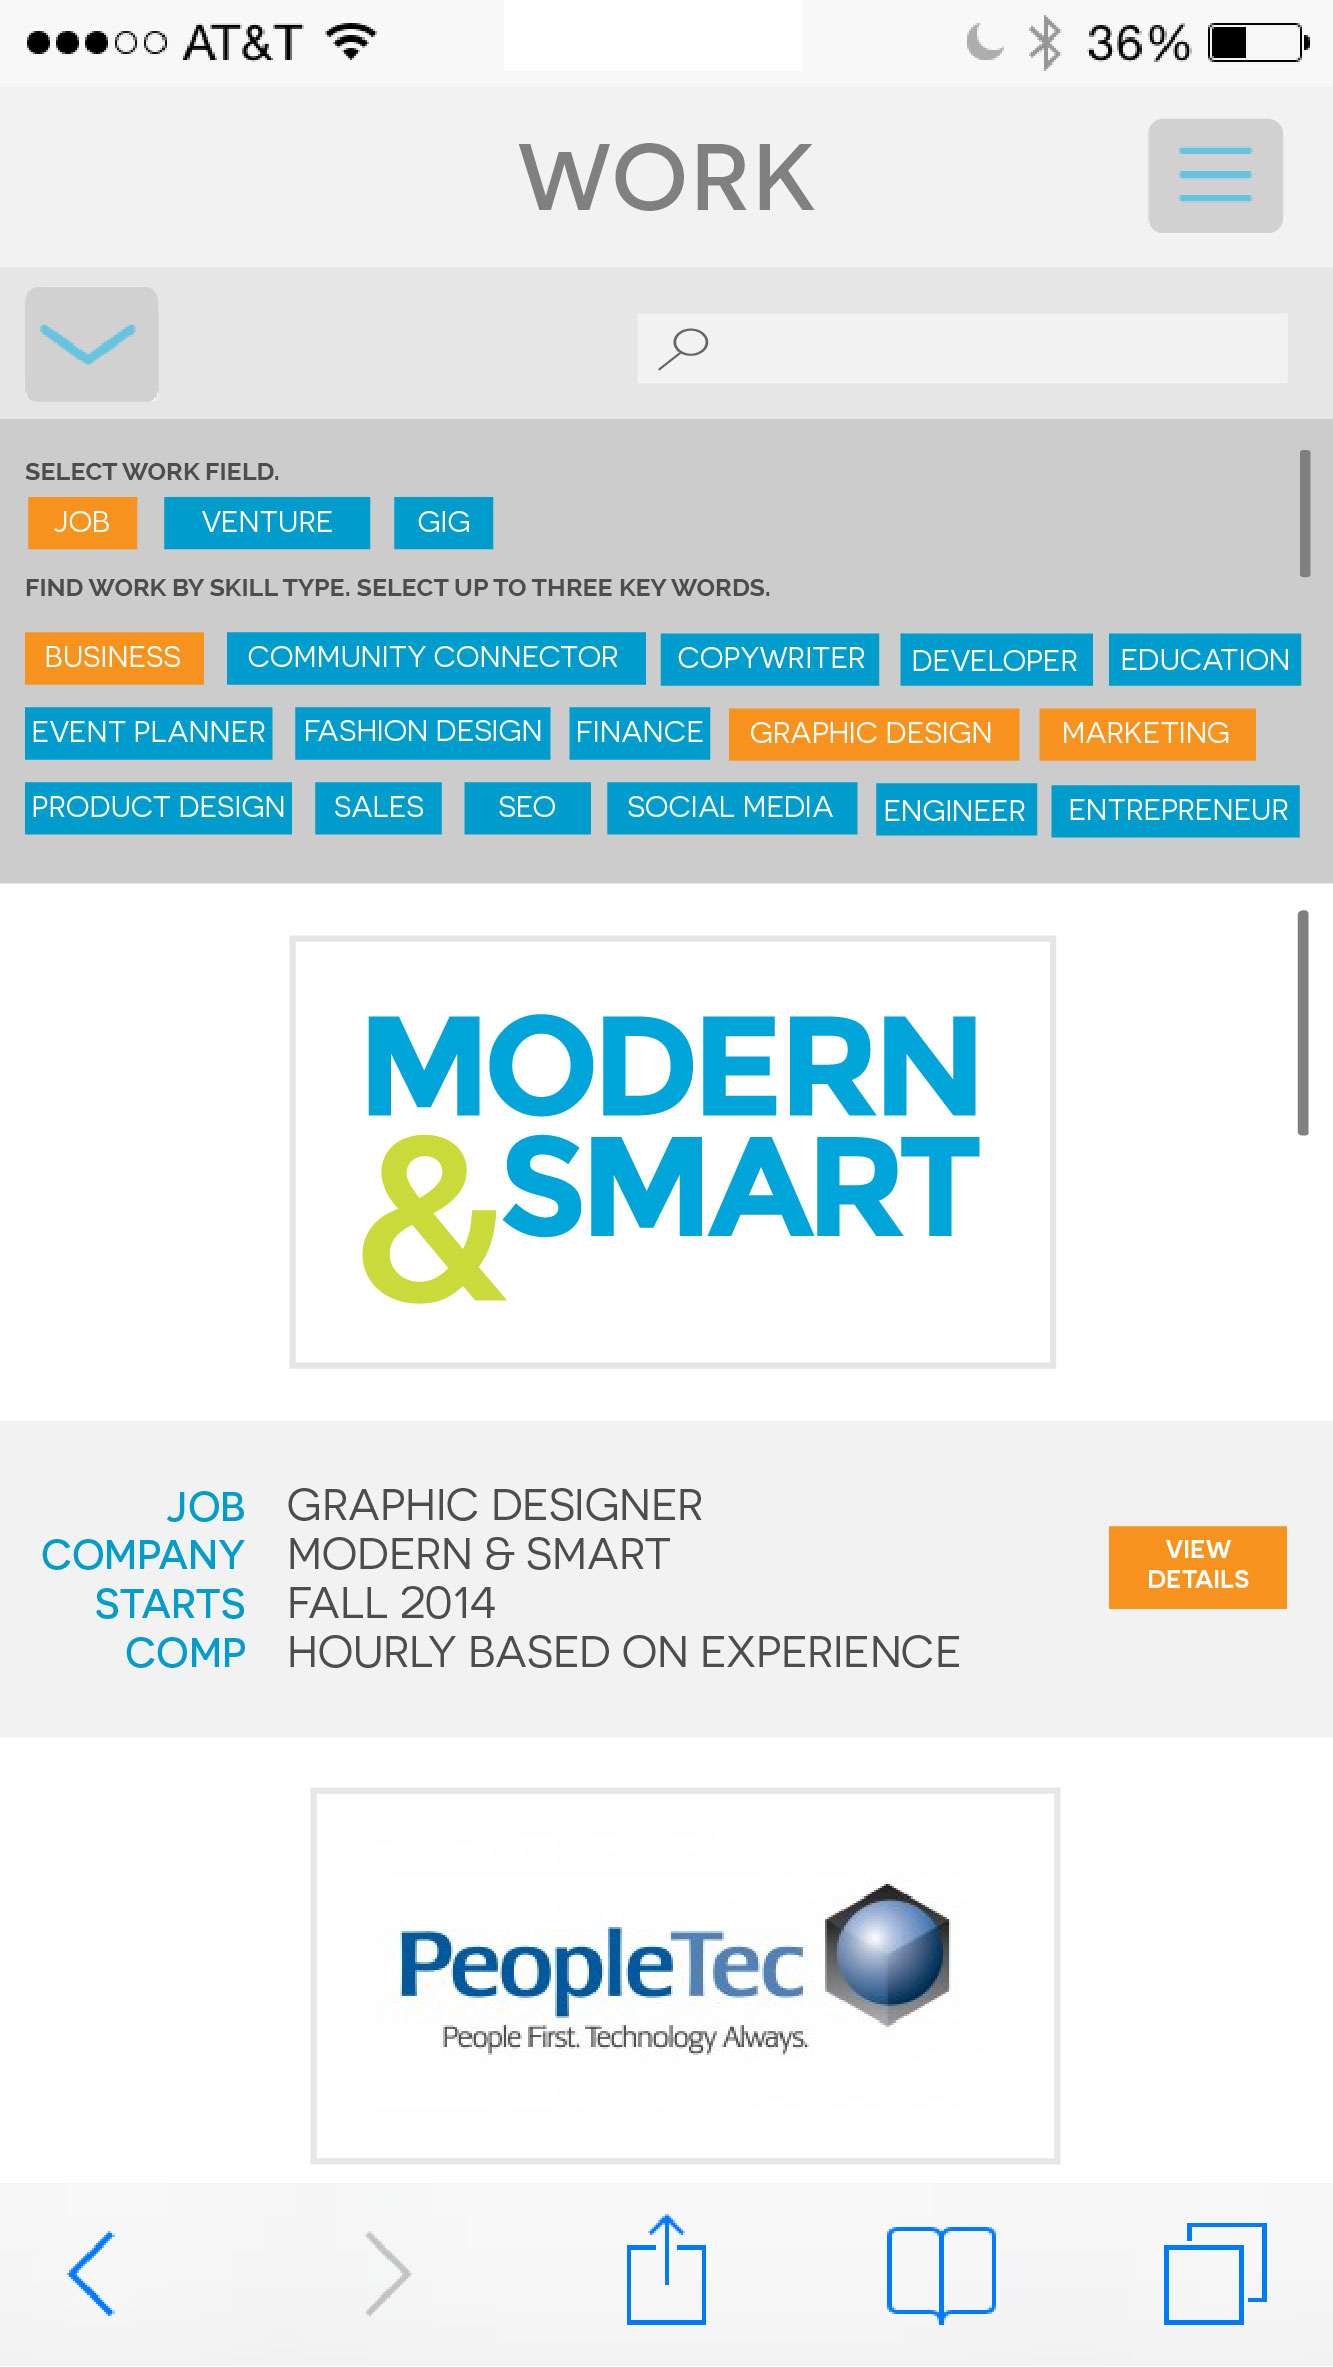 AT&T 36%
WORK
SELECT WORK FIELD.
JOB VENTURE GIG
FIND WORK BY SKILL TYPE. SELECT UP TO THREE KEY WORDS.
BUSINESS COMMUNITY CONNECTOR COPYWRITER DEVELOPER EDUCATION
EVENT PLANNER FASHION DESIGN FINANCE GRAPHIC DESIGN MARKETING
PRODUCT DESIGN SALES SEO SOCIAL MEDIA ENGINEER ENTREPRENEUR
MODERN
&SMART
JOB GRAPHIC DESIGNER
COMPANY MODERN & SMART
STARTS FALL 2014
COMP HOURLY BASED ON EXPERIENCE
VIEW
DETAILS
PeopleTec
People First. Technology Always.